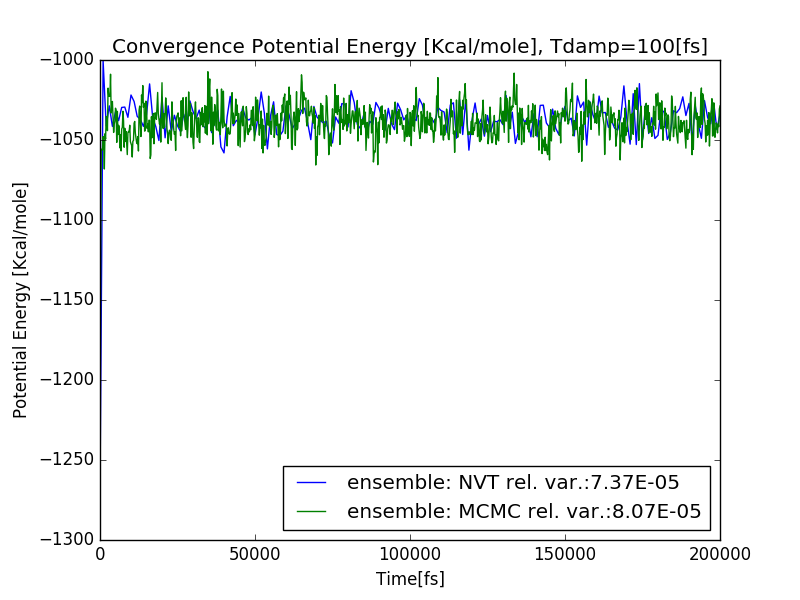 Convergence Potential Energy [Kcal/mole], Tdamp=100[fs]
−1000
−1050
−1100
−1150
−1200
−1250
−1300
Potential Energy [Kcal/mole]
ensemble: NVT rel. var.:7.37E-05
ensemble: MCMC rel. var.:8.07E-05
0 50000 100000 150000 200000
Time[fs]